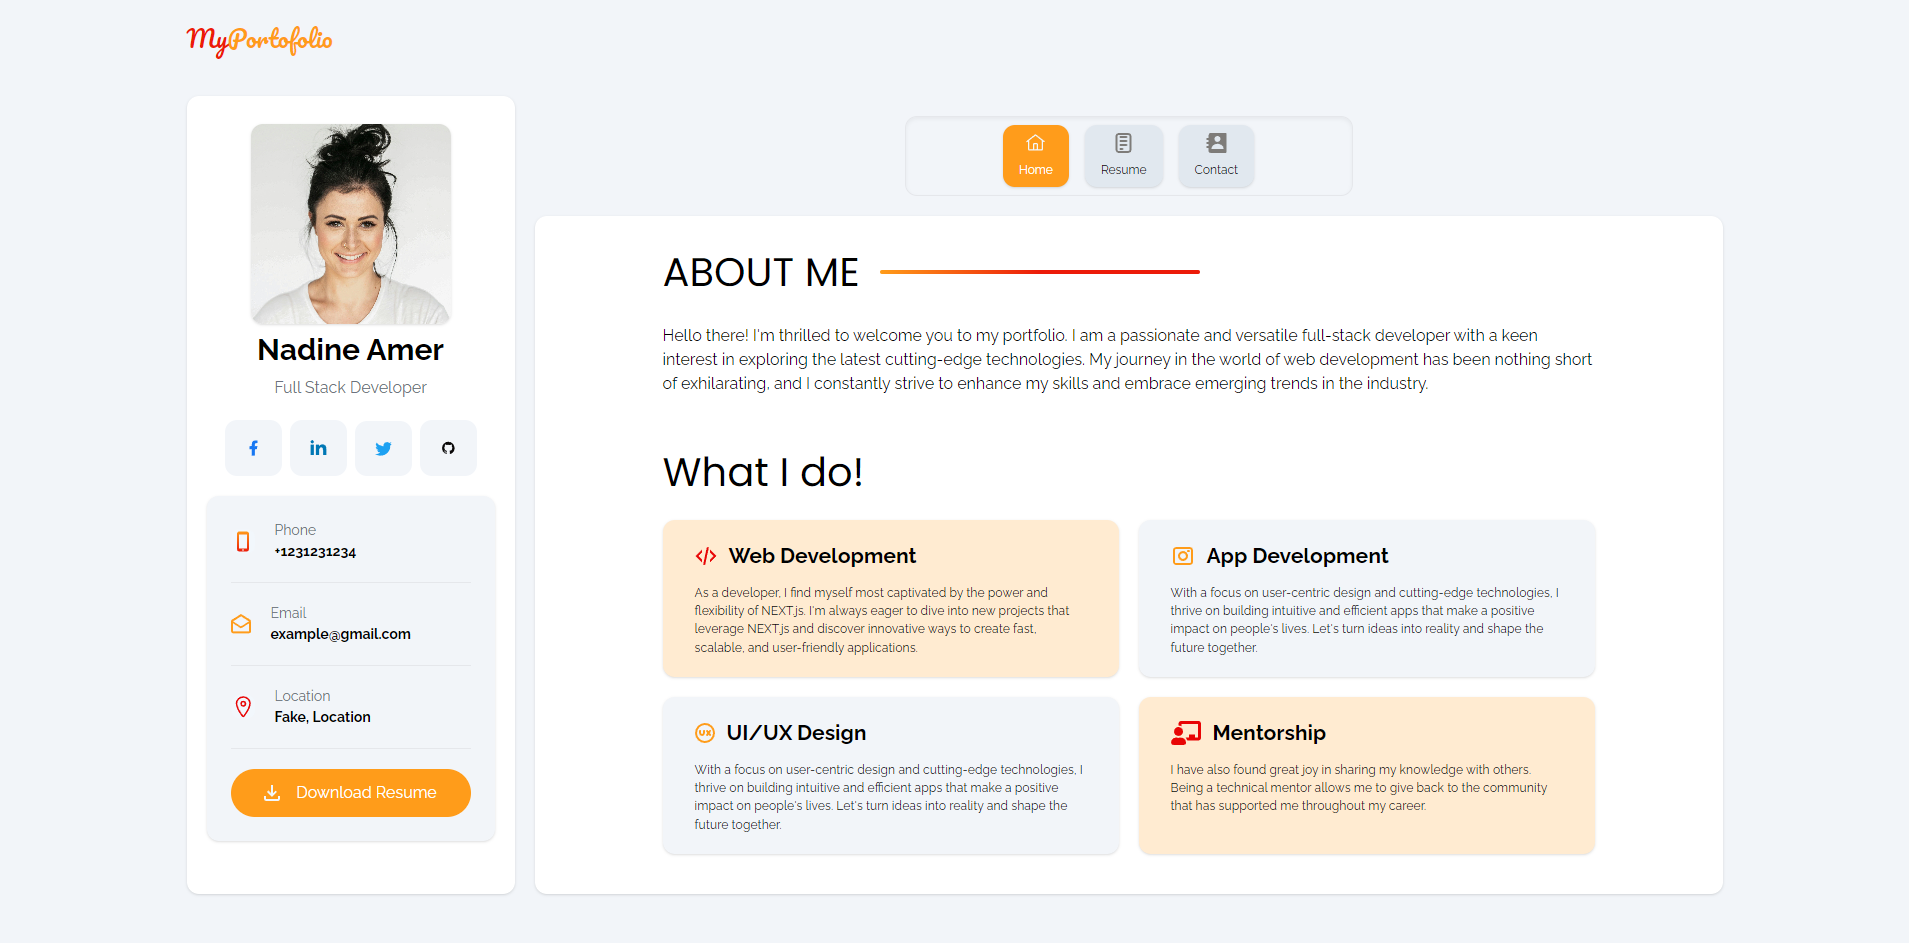 MyPortofolio
Nadine Amer
Full Stack Developer
Phone
+1231231234
Email
example@gmail.com
Location
Fake, Location
Download Resume
Home
Resume
Contact
ABOUT ME
Hello there! I'm thrilled to welcome you to my portfolio. I am a passionate and versatile full-stack developer with a keen
interest in exploring the latest cutting-edge technologies. My journey in the world of web development has been nothing short
of exhilarating, and I constantly strive to enhance my skills and embrace emerging trends in the industry.
What I do!
Web Development
As a developer, I find myself most captivated by the power and
flexibility of NEXT.js. I'm always eager to dive into new projects that
leverage NEXT.js and discover innovative ways to create fast,
scalable, and user-friendly applications.
App Development
With a focus on user-centric design and cutting-edge technologies, I
thrive on building intuitive and efficient apps that make a positive
impact on people's lives. Let's turn ideas into reality and shape the
future together.
UX
UI/UX Design
With a focus on user-centric design and cutting-edge technologies, I
thrive on building intuitive and efficient apps that make a positive
impact on people's lives. Let's turn ideas into reality and shape the
future together.
Mentorship
I have also found great joy in sharing my knowledge with others.
Being a technical mentor allows me to give back to the community
that has supported me throughout my career.